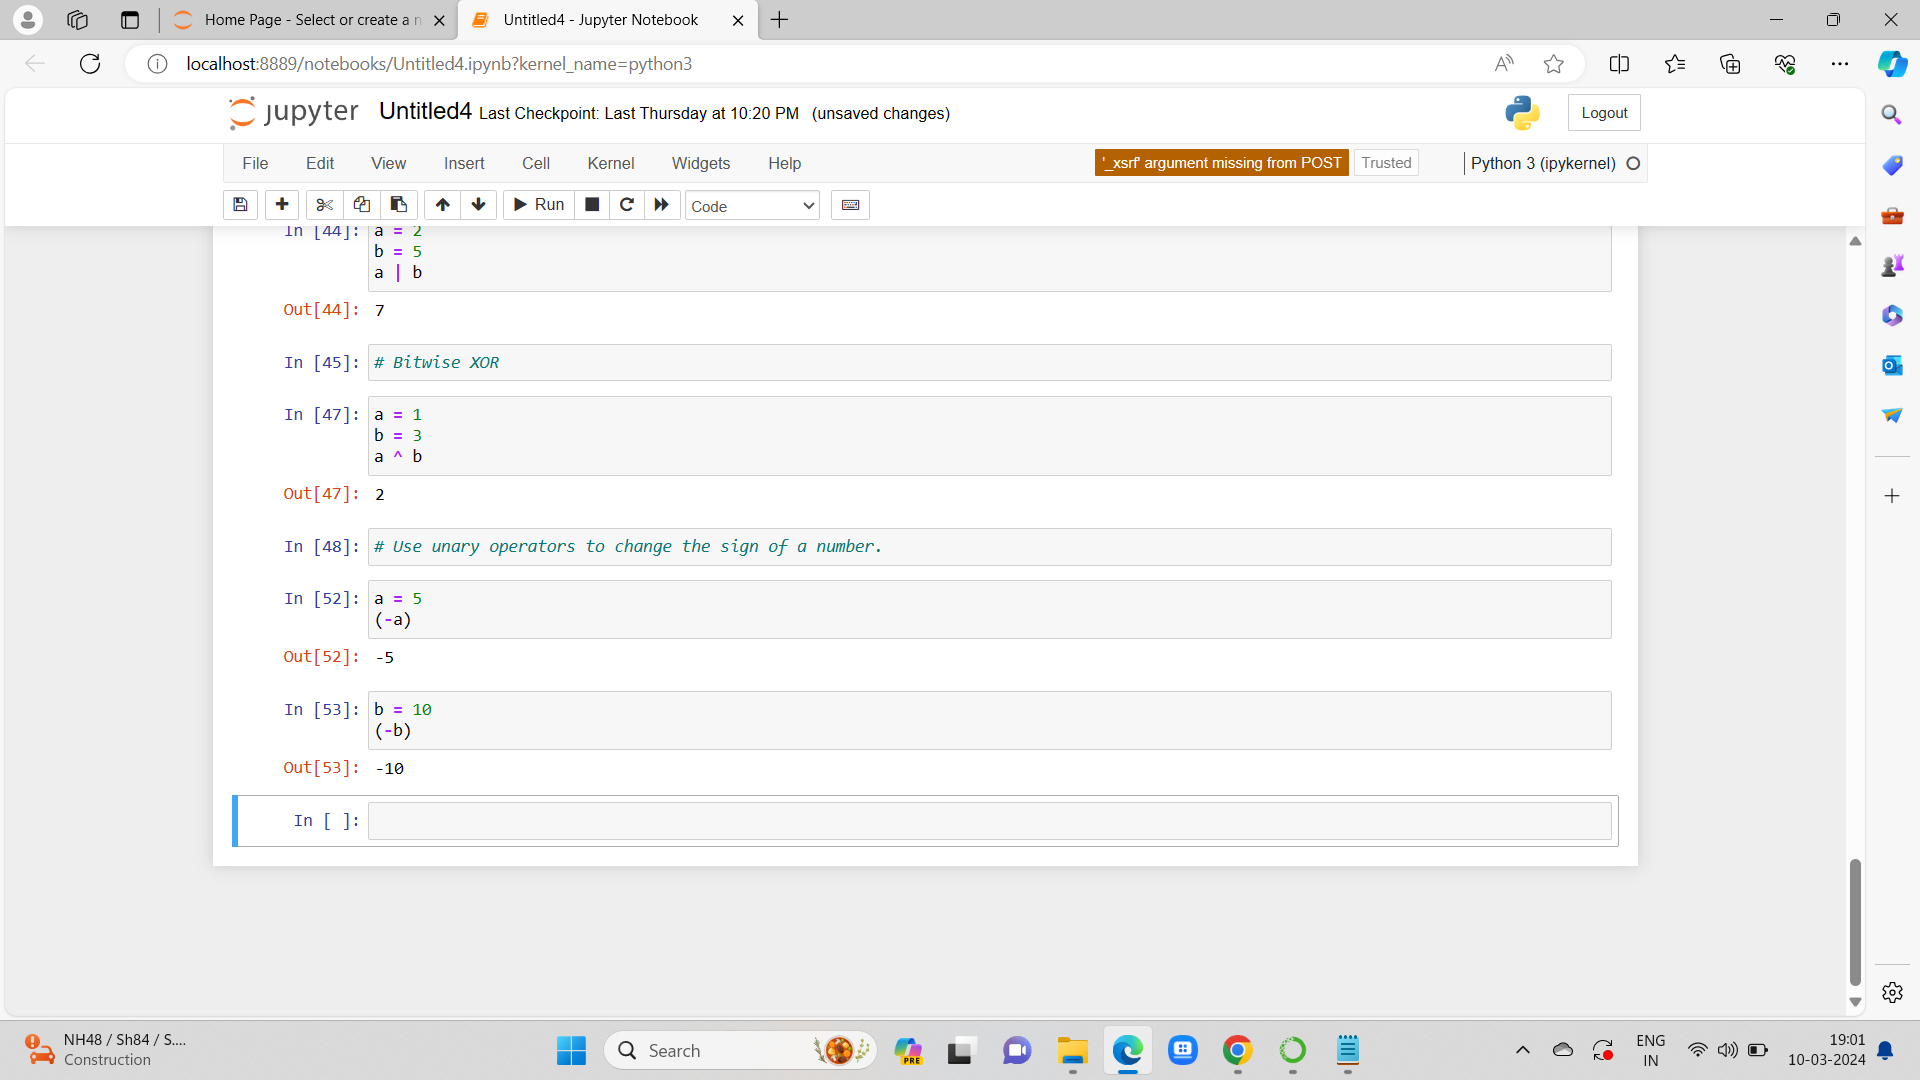 Home Page - Select or create a n
Untitled4 - Jupyter Notebook
localhost:8889/notebooks/Untitled4.ipynb?kernel_name=python3
jupyter Untitled4 Last Checkpoint: Last Thursday at 10:20 PM (unsaved changes)
Logout
File Edit View Insert Cell Kernel Widgets Help
'_xsrf' argument missing from POST Trusted Python 3 (ipykernel)
Run Code
In [44]: a = 2
b = 5
a | b
Out[44]: 7
In [45]: # Bitwise XOR
In [47]: a = 1
b = 3
a ^ b
Out[47]: 2
In [48]: # Use unary operators to change the sign of a number.
In [52]: a = 5
(-a)
Out[52]: -5
In [53]: b = 10
(-b)
Out[53]: -10
In [ ]:
NH48 / Sh84 / S....
Construction
Search
PRE
ENG
IN
19:01
10-03-2024